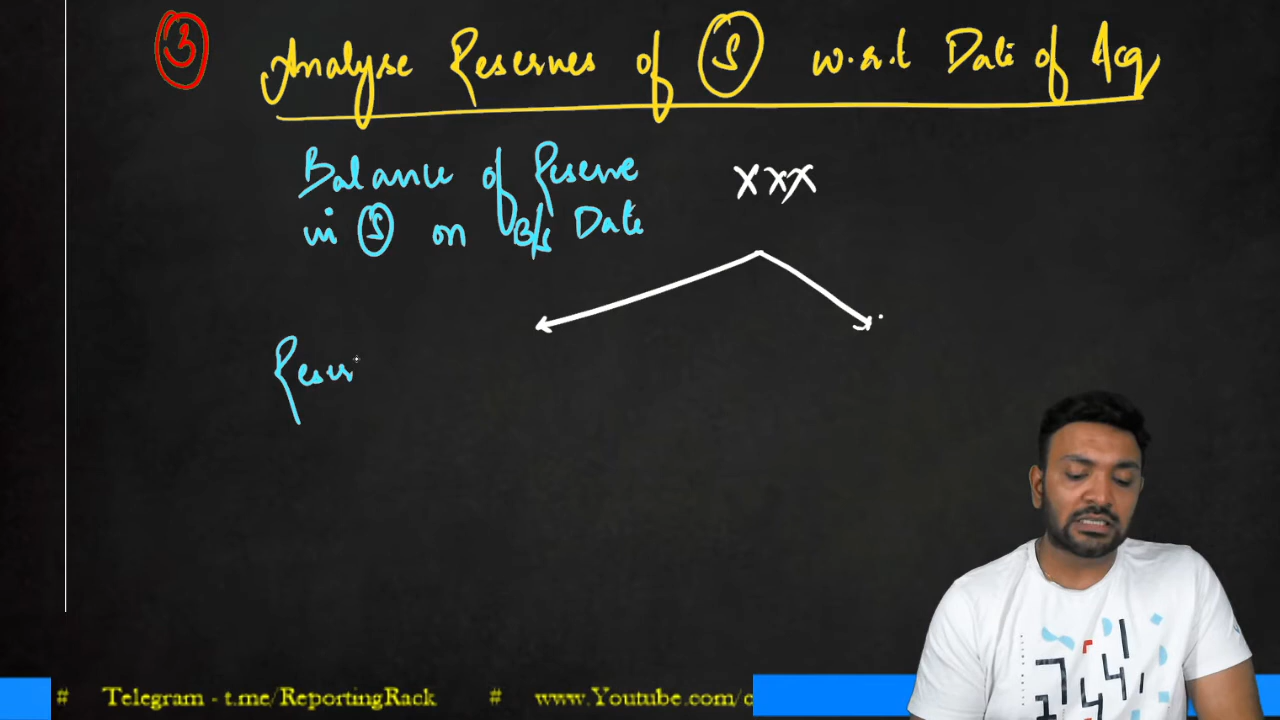 3 Analyse Reserves of S w.r.t Date of Acq
Balance of Reserve XXX
in S on B/s Date
Reser
# Telegram - t.me/ReportingRack # www.Youtube.com/c